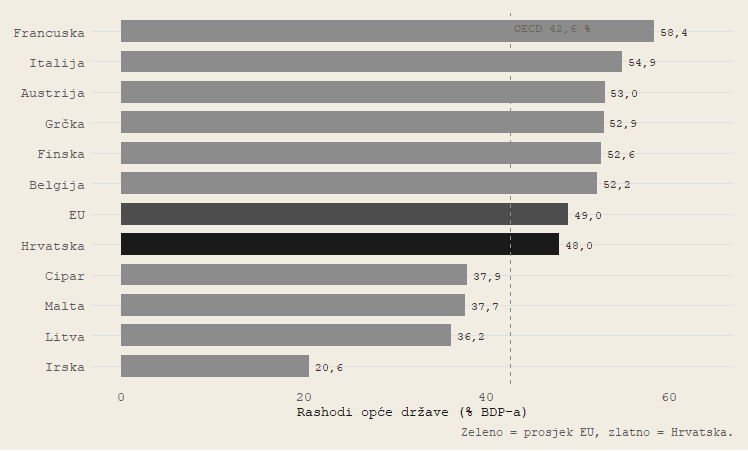 OECD 42,6 %
Francuska 58,4
Italija 54,9
Austrija 53,0
Grčka 52,9
Finska 52,6
Belgija 52,2
EU 49,0
Hrvatska 48,0
Cipar 37,9
Malta 37,7
Litva 36,2
Irska 20,6
0 20 40 60
Rashodi opće države (% BDP-a)
Zeleno = prosjek EU, zlatno = Hrvatska.